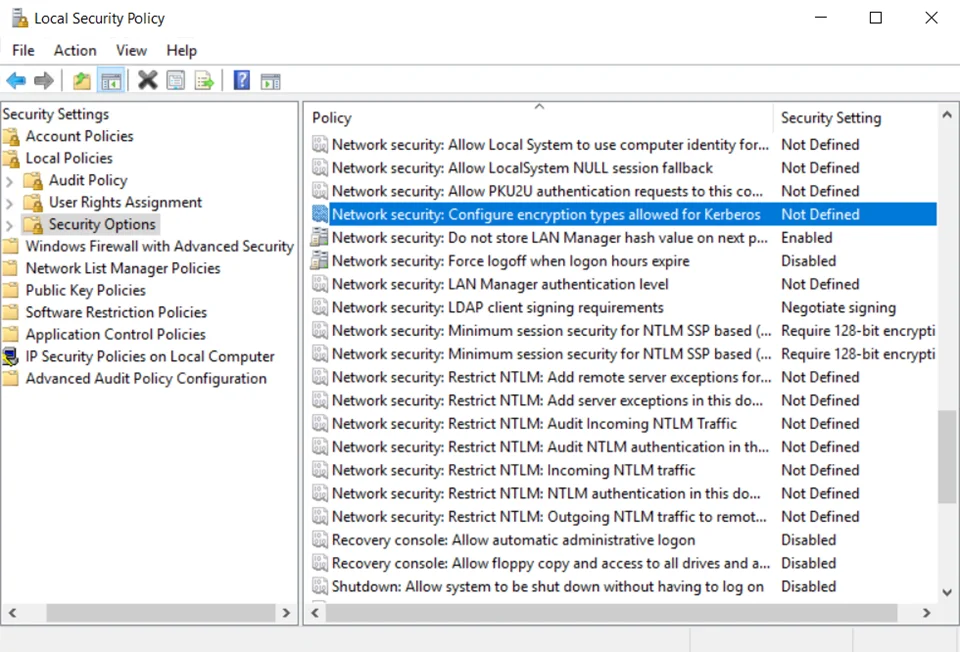 Local Security Policy
File Action View Help
Security Settings
Account Policies
Local Policies
Audit Policy
User Rights Assignment
Security Options
Windows Firewall with Advanced Security
Network List Manager Policies
Public Key Policies
Software Restriction Policies
Application Control Policies
IP Security Policies on Local Computer
Advanced Audit Policy Configuration
Policy Security Setting
Network security: Allow Local System to use computer identity for... Not Defined
Network security: Allow LocalSystem NULL session fallback Not Defined
Network security: Allow PKU2U authentication requests to this co... Not Defined
Network security: Configure encryption types allowed for Kerberos Not Defined
Network security: Do not store LAN Manager hash value on next p... Enabled
Network security: Force logoff when logon hours expire Disabled
Network security: LAN Manager authentication level Not Defined
Network security: LDAP client signing requirements Negotiate signing
Network security: Minimum session security for NTLM SSP based (... Require 128-bit encrypti
Network security: Minimum session security for NTLM SSP based (... Require 128-bit encrypti
Network security: Restrict NTLM: Add remote server exceptions for... Not Defined
Network security: Restrict NTLM: Add server exceptions in this do... Not Defined
Network security: Restrict NTLM: Audit Incoming NTLM Traffic Not Defined
Network security: Restrict NTLM: Audit NTLM authentication in th... Not Defined
Network security: Restrict NTLM: Incoming NTLM traffic Not Defined
Network security: Restrict NTLM: NTLM authentication in this do... Not Defined
Network security: Restrict NTLM: Outgoing NTLM traffic to remot... Not Defined
Recovery console: Allow automatic administrative logon Disabled
Recovery console: Allow floppy copy and access to all drives and a... Disabled
Shutdown: Allow system to be shut down without having to log on Disabled